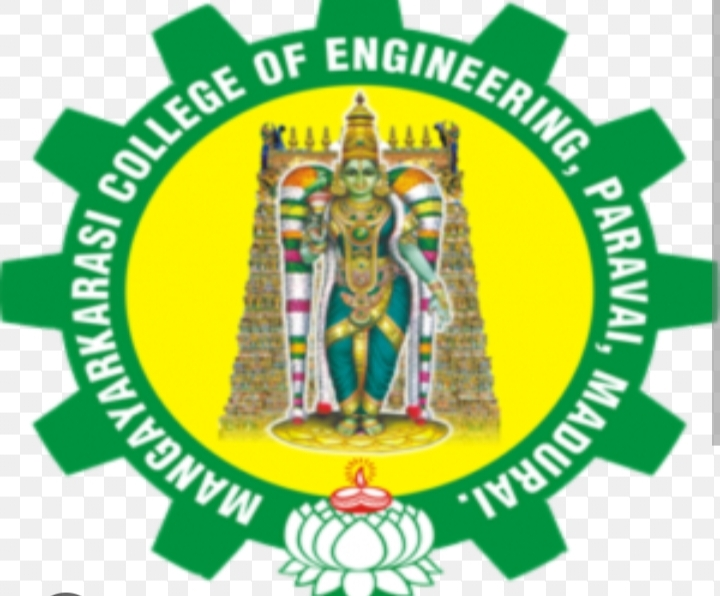 MANGAYARKARASI COLLEGE OF ENGINEERING, PARAVAI, MADURAI.